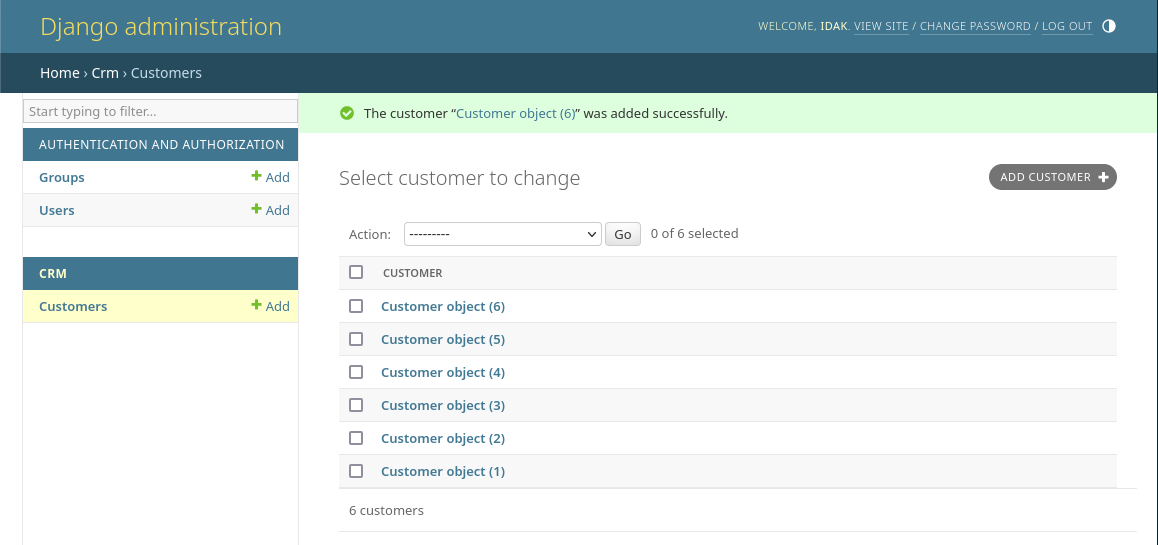 Django administration
WELCOME, IDAK. VIEW SITE / CHANGE PASSWORD / LOG OUT
Home › Crm › Customers
Start typing to filter...
AUTHENTICATION AND AUTHORIZATION
Groups
Add
Users
Add
CRM
Customers
Add
The customer “Customer object (6)” was added successfully.
Select customer to change
ADD CUSTOMER
Action: --------- Go 0 of 6 selected
CUSTOMER
Customer object (6)
Customer object (5)
Customer object (4)
Customer object (3)
Customer object (2)
Customer object (1)
6 customers